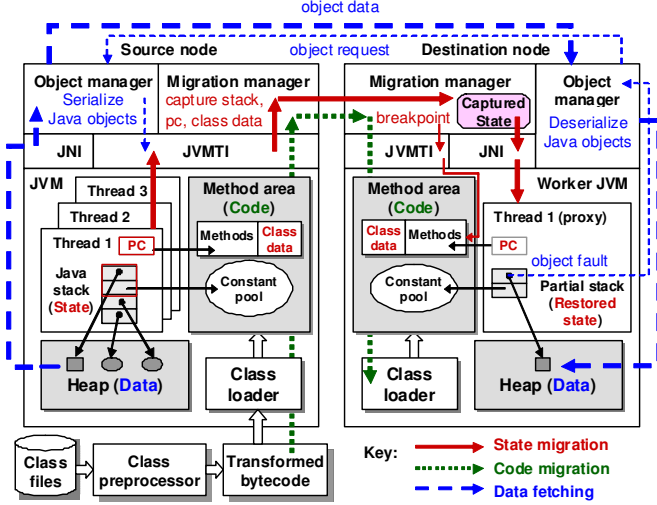 object data
Source node
object request
Destination node
Object manager
Serialize
Java objects
Migration manager
capture stack,
pc, class data
Migration manager
breakpoint
Captured
State
Object
manager
Deserialize
Java objects
JNI
JVMTI
JVMTI
JNI
JVM
Thread 3
Thread 2
Thread 1
PC
Java
stack
(State)
Method area
(Code)
Methods
Class
data
Constant
pool
Heap (Data)
Class
loader
Method area
(Code)
Class
data
Methods
Constant
pool
Class
loader
Worker JVM
Thread 1 (proxy)
PC
object fault
Partial stack
(Restored
state)
Heap (Data)
Class
files
Class
preprocessor
Transformed
bytecode
Key:
State migration
Code migration
Data fetching